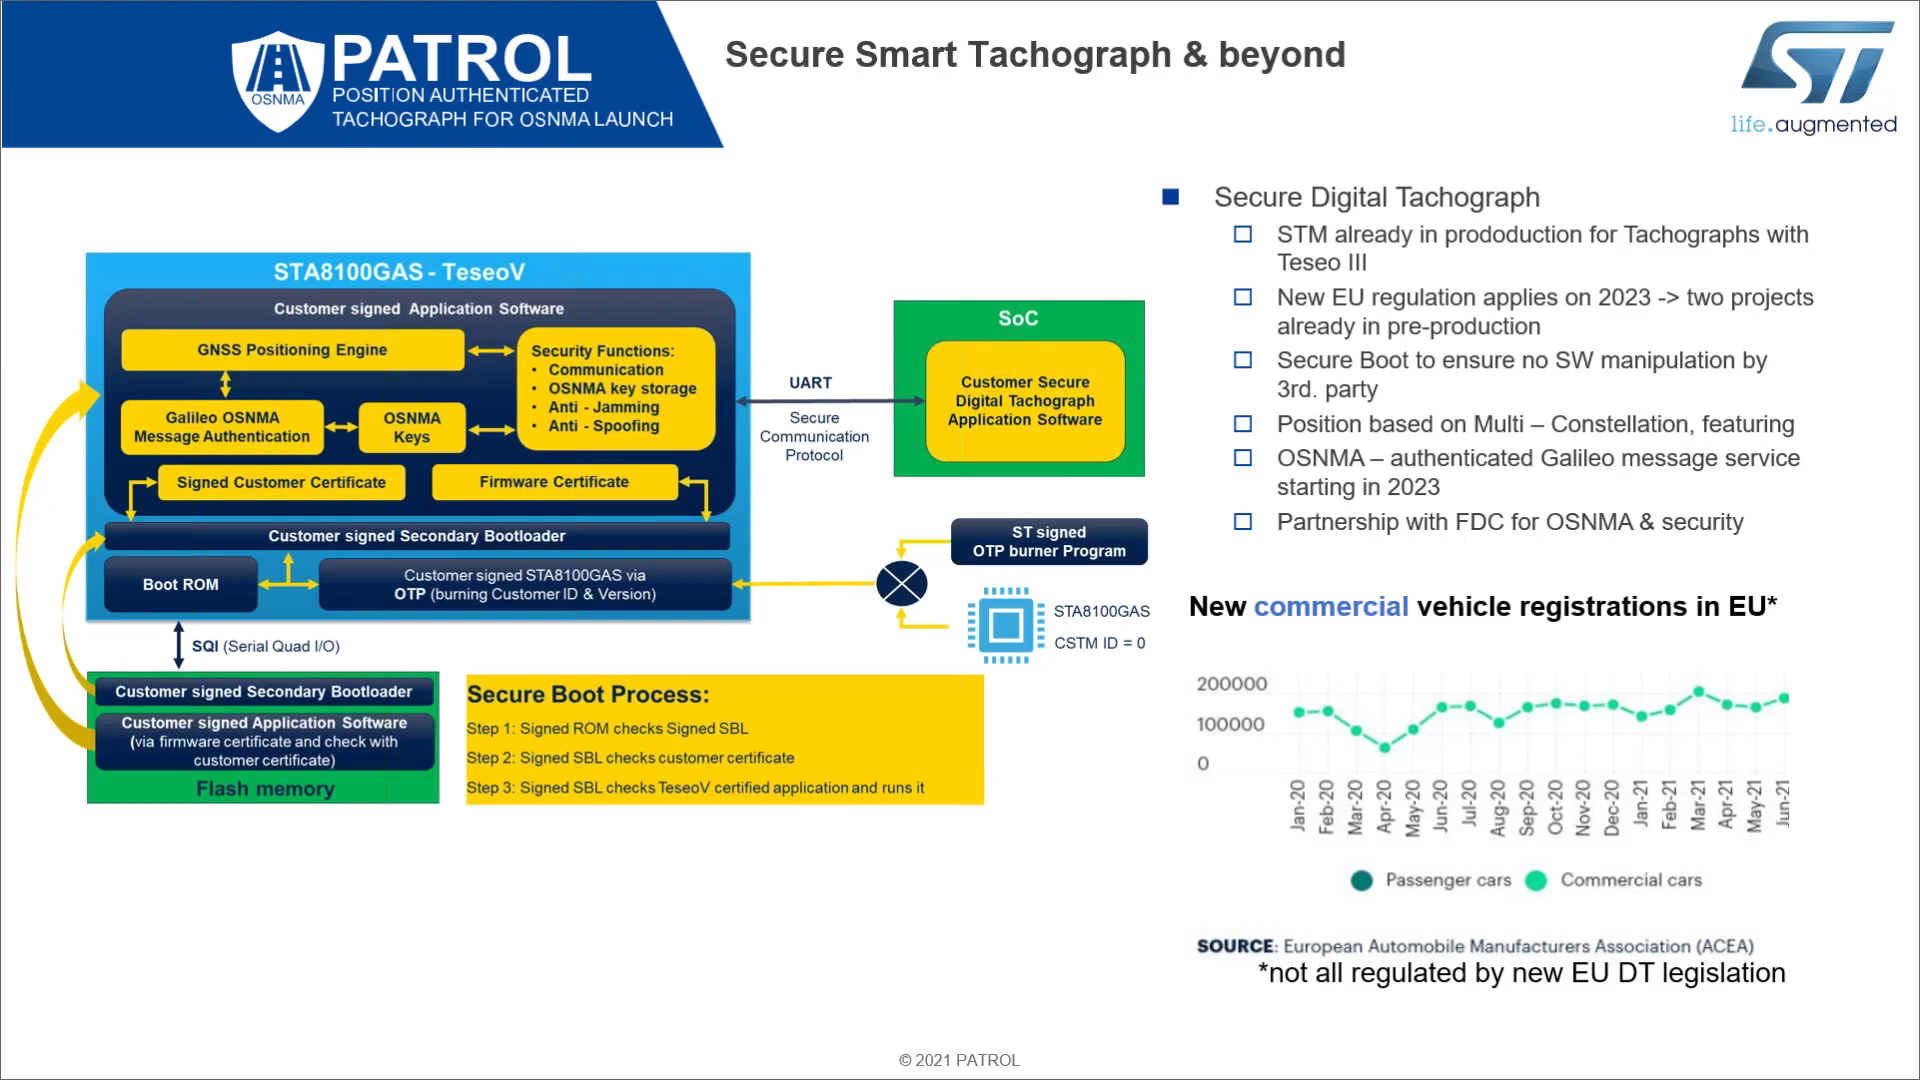 PATROL
OSNMA
POSITION AUTHENTICATED
TACHOGRAPH FOR OSNMA LAUNCH
Secure Smart Tachograph & beyond
ST
life.augmented
STA8100GAS - TeseoV
Customer signed Application Software
GNSS Positioning Engine
Security Functions:
• Communication
• OSNMA key storage
• Anti - Jamming
• Anti - Spoofing
Galileo OSNMA
Message Authentication
OSNMA
Keys
Signed Customer Certificate
Firmware Certificate
Customer signed Secondary Bootloader
Boot ROM
Customer signed STA8100GAS via
OTP (burning Customer ID & Version)
UART
Secure
Communication
Protocol
SoC
Customer Secure
Digital Tachograph
Application Software
ST signed
OTP burner Program
STA8100GAS
CSTM ID = 0
SQI (Serial Quad I/O)
Customer signed Secondary Bootloader
Customer signed Application Software
(via firmware certificate and check with
customer certificate)
Flash memory
Secure Boot Process:
Step 1: Signed ROM checks Signed SBL
Step 2: Signed SBL checks customer certificate
Step 3: Signed SBL checks TeseoV certified application and runs it
Secure Digital Tachograph
STM already in prododuction for Tachographs with
Teseo III
New EU regulation applies on 2023 -> two projects
already in pre-production
Secure Boot to ensure no SW manipulation by
3rd. party
Position based on Multi – Constellation, featuring
OSNMA – authenticated Galileo message service
starting in 2023
Partnership with FDC for OSNMA & security
New commercial vehicle registrations in EU*
200000
100000
0
Jan-20
Feb-20
Mar-20
Apr-20
May-20
Jun-20
Jul-20
Aug-20
Sep-20
Oct-20
Nov-20
Dec-20
Jan-21
Feb-21
Mar-21
Apr-21
May-21
Jun-21
Passenger cars
Commercial cars
SOURCE: European Automobile Manufacturers Association (ACEA)
*not all regulated by new EU DT legislation
© 2021 PATROL